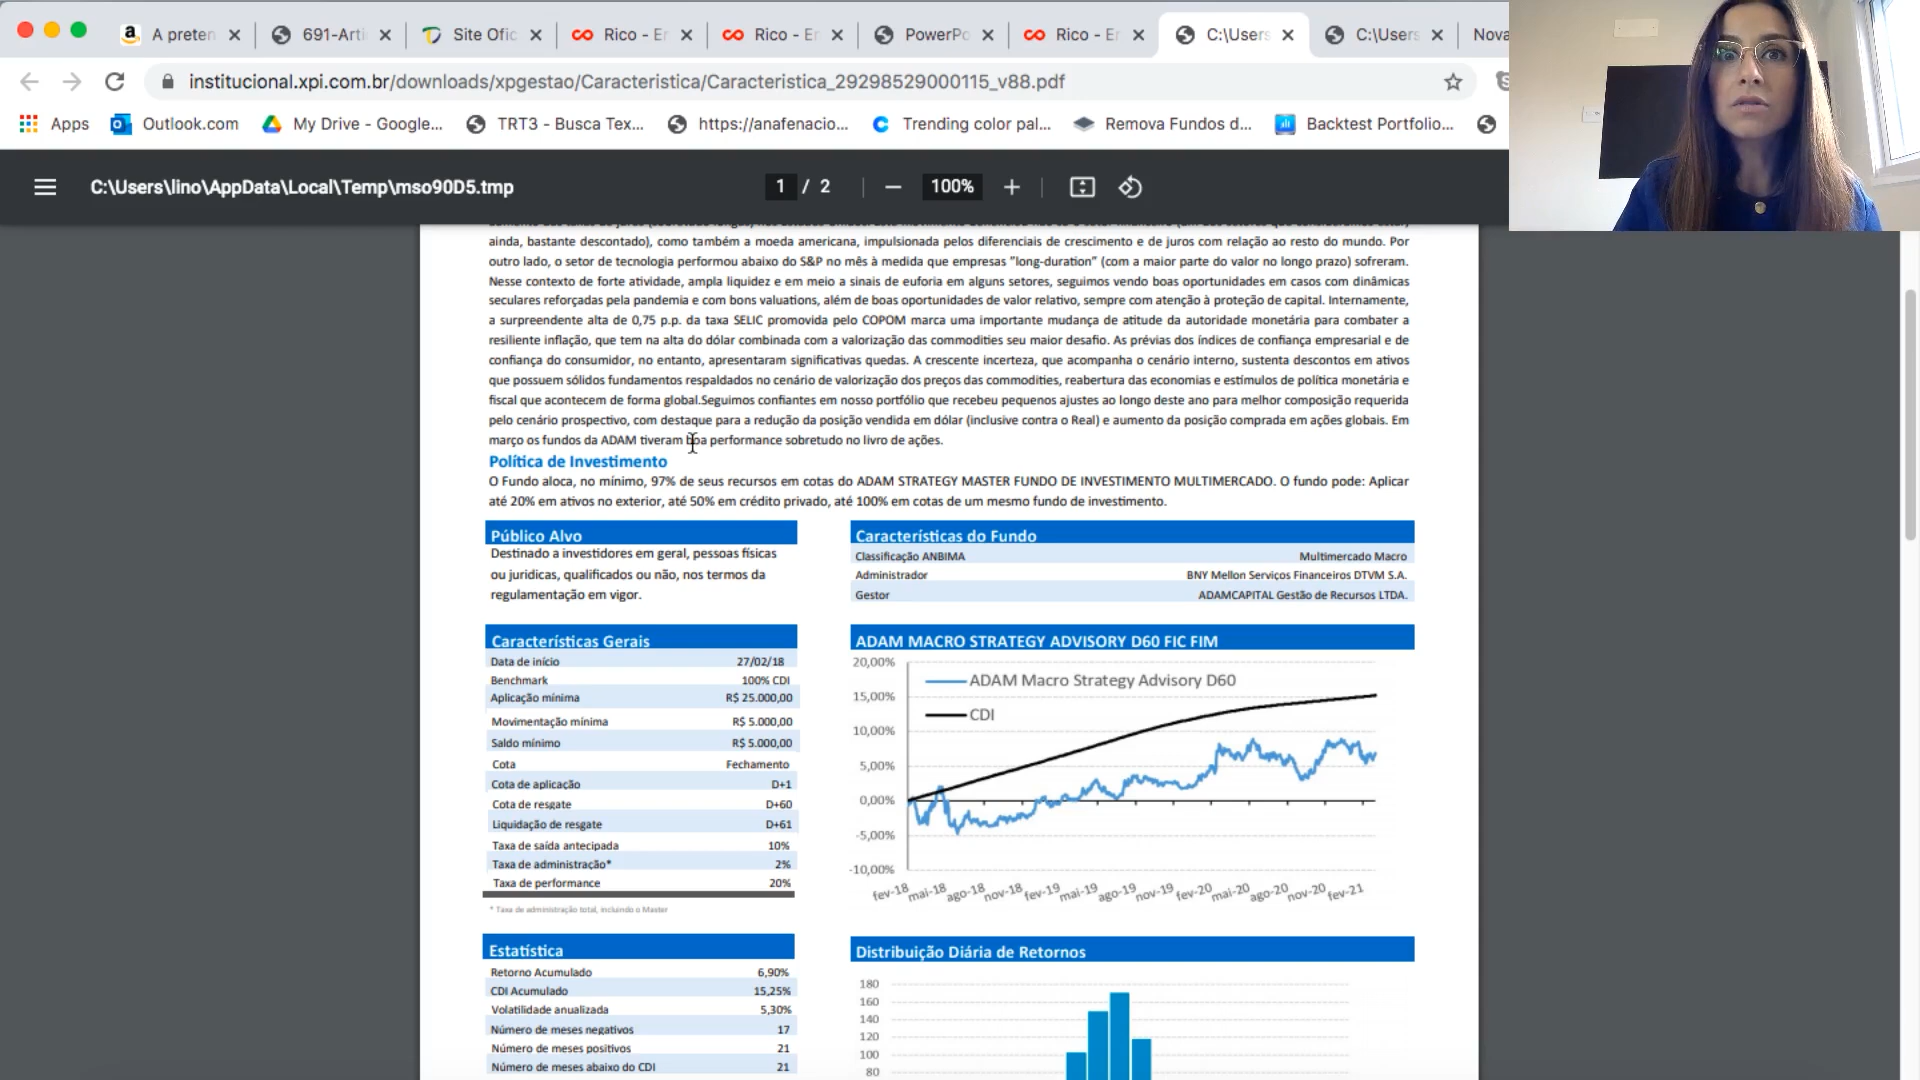 A preten
691-Arti
Site Ofic
Rico - Er
Rico - Er
PowerPo
Rico - Er
C:\Users
C:\Users
Nova
institucional.xpi.com.br/downloads/xpgestao/Caracteristica/Caracteristica_29298529000115_v88.pdf
Apps
Outlook.com
My Drive - Google...
TRT3 - Busca Tex...
https://anafenacio...
Trending color pal...
Remova Fundos d...
Backtest Portfolio...
C:\Users\lino\AppData\Local\Temp\mso90D5.tmp
1 / 2
100%
ainda, bastante descontado), como também a moeda americana, impulsionada pelos diferenciais de crescimento e de juros com relação ao resto do mundo. Por
outro lado, o setor de tecnologia performou abaixo do S&P no mês à medida que empresas "long-duration" (com a maior parte do valor no longo prazo) sofreram.
Nesse contexto de forte atividade, ampla liquidez e em meio a sinais de euforia em alguns setores, seguimos vendo boas oportunidades em casos com dinâmicas
seculares reforçadas pela pandemia e com bons valuations, além de boas oportunidades de valor relativo, sempre com atenção à proteção de capital. Internamente,
a surpreendente alta de 0,75 p.p. da taxa SELIC promovida pelo COPOM marca uma importante mudança de atitude da autoridade monetária para combater a
resiliente inflação, que tem na alta do dólar combinada com a valorização das commodities seu maior desafio. As prévias dos índices de confiança empresarial e de
confiança do consumidor, no entanto, apresentaram significativas quedas. A crescente incerteza, que acompanha o cenário interno, sustenta descontos em ativos
que possuem sólidos fundamentos respaldados no cenário de valorização dos preços das commodities, reabertura das economias e estímulos de política monetária e
fiscal que acontecem de forma global.Seguimos confiantes em nosso portfólio que recebeu pequenos ajustes ao longo deste ano para melhor composição requerida
pelo cenário prospectivo, com destaque para a redução da posição vendida em dólar (inclusive contra o Real) e aumento da posição comprada em ações globais. Em
março os fundos da ADAM tiveram boa performance sobretudo no livro de ações.
Política de Investimento
O Fundo aloca, no mínimo, 97% de seus recursos em cotas do ADAM STRATEGY MASTER FUNDO DE INVESTIMENTO MULTIMERCADO. O fundo pode: Aplicar
até 20% em ativos no exterior, até 50% em crédito privado, até 100% em cotas de um mesmo fundo de investimento.
Público Alvo
Destinado a investidores em geral, pessoas físicas
ou juridicas, qualificados ou não, nos termos da
regulamentação em vigor.
Características do Fundo
Classificação ANBIMA Multimercado Macro
Administrador BNY Mellon Serviços Financeiros DTVM S.A.
Gestor ADAMCAPITAL Gestão de Recursos LTDA.
Características Gerais
Data de início 27/02/18
Benchmark 100% CDI
Aplicação mínima R$ 25.000,00
Movimentação mínima R$ 5.000,00
Saldo mínimo R$ 5.000,00
Cota Fechamento
Cota de aplicação D+1
Cota de resgate D+60
Liquidação de resgate D+61
Taxa de saída antecipada 10%
Taxa de administração* 2%
Taxa de performance 20%
* Taxa de administração total, incluindo o Master
ADAM MACRO STRATEGY ADVISORY D60 FIC FIM
20,00%
15,00%
10,00%
5,00%
0,00%
-5,00%
-10,00%
ADAM Macro Strategy Advisory D60
CDI
fev-18 mai-18 ago-18 nov-18 fev-19 mai-19 ago-19 nov-19 fev-20 mai-20 ago-20 nov-20 fev-21
Estatística
Retorno Acumulado 6,90%
CDI Acumulado 15,25%
Volatilidade anualizada 5,30%
Número de meses negativos 17
Número de meses positivos 21
Número de meses abaixo do CDI 21
Distribuição Diária de Retornos
180
160
140
120
100
80